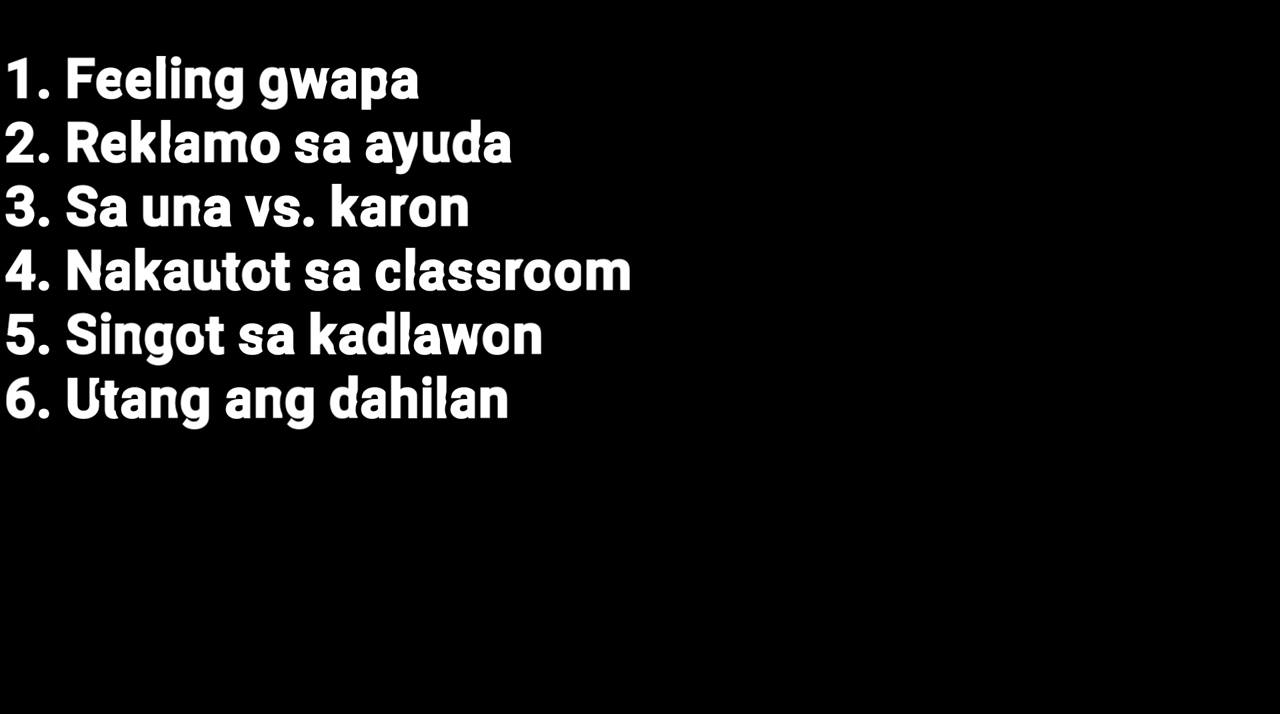 1. Feeling gwapa
2. Reklamo sa ayuda
3. Sa una vs. karon
4. Nakautot sa classroom
5. Singot sa kadlawon
6. Utang ang dahilan